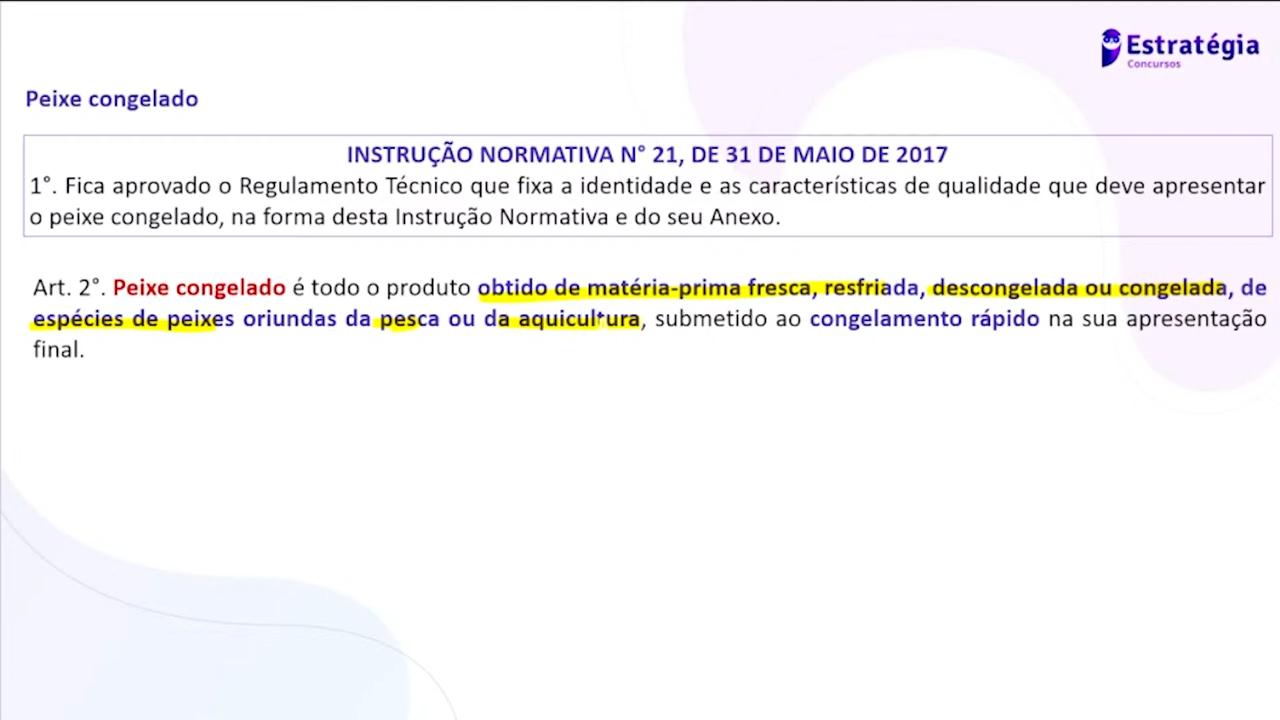 Estratégia
Concursos
Peixe congelado
INSTRUÇÃO NORMATIVA N° 21, DE 31 DE MAIO DE 2017
1°. Fica aprovado o Regulamento Técnico que fixa a identidade e as características de qualidade que deve apresentar
o peixe congelado, na forma desta Instrução Normativa e do seu Anexo.
Art. 2°. Peixe congelado é todo o produto obtido de matéria-prima fresca, resfriada, descongelada ou congelada, de
espécies de peixes oriundas da pesca ou da aquicultura, submetido ao congelamento rápido na sua apresentação
final.